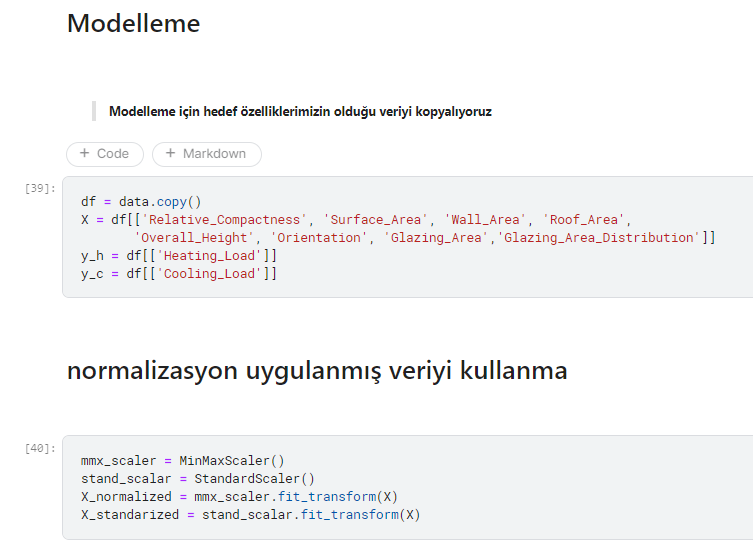 Modelleme
Modelleme için hedef özelliklerimizin olduğu veriyi kopyalıyoruz
+ Code + Markdown
[39]:
df = data.copy()
X = df[['Relative_Compactness', 'Surface_Area', 'Wall_Area', 'Roof_Area',
'Overall_Height', 'Orientation', 'Glazing_Area','Glazing_Area_Distribution']]
y_h = df[['Heating_Load']]
y_c = df[['Cooling_Load']]
normalizasyon uygulanmış veriyi kullanma
[40]:
mmx_scaler = MinMaxScaler()
stand_scalar = StandardScaler()
X_normalized = mmx_scaler.fit_transform(X)
X_standarized = stand_scalar.fit_transform(X)